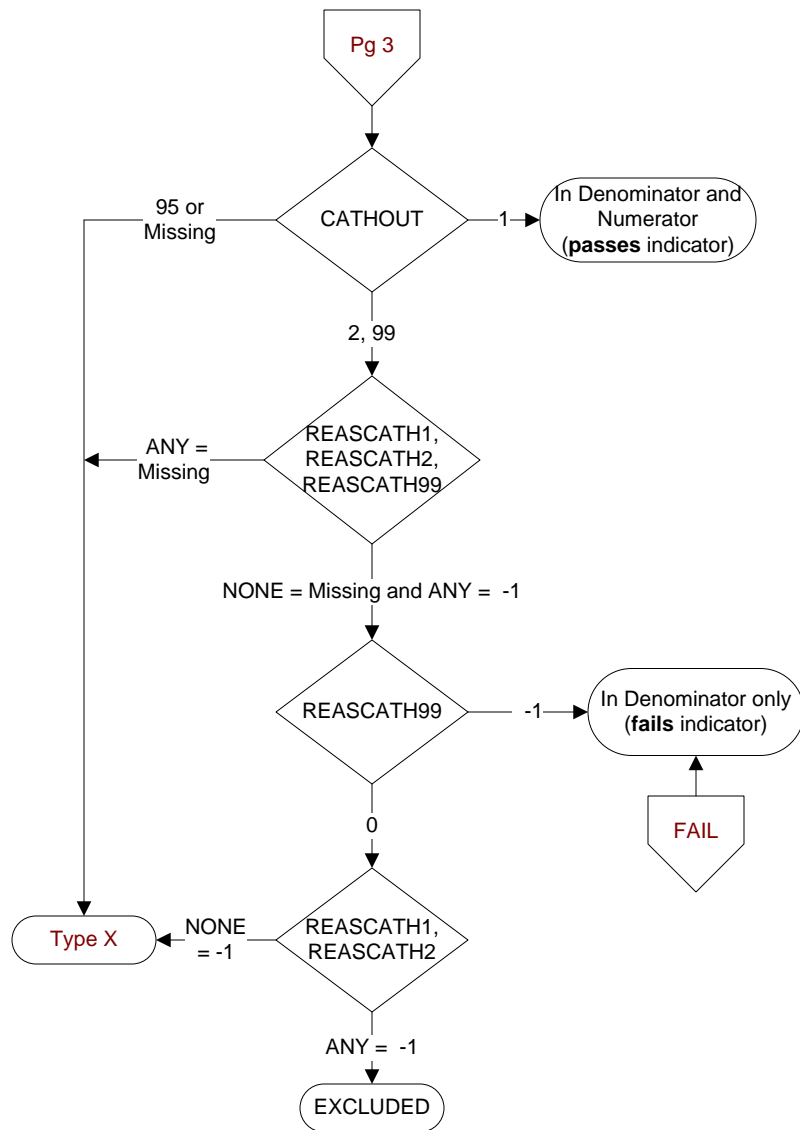 Pg 3
95 or
Missing
CATHOUT
1
In Denominator and
Numerator
(passes indicator)
2, 99
ANY =
Missing
REASCATH1,
REASCATH2,
REASCATH99
NONE = Missing and ANY = -1
REASCATH99
-1
In Denominator only
(fails indicator)
FAIL
0
Type X
NONE
= -1
REASCATH1,
REASCATH2
ANY = -1
EXCLUDED